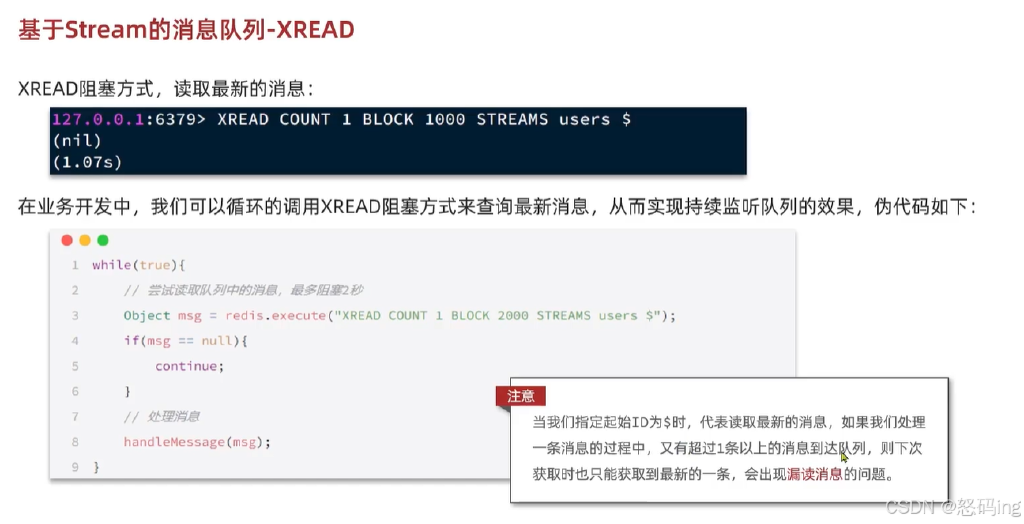 基于Stream的消息队列-XREAD
XREAD阻塞方式，读取最新的消息：
127.0.0.1:6379> XREAD COUNT 1 BLOCK 1000 STREAMS users $
(nil)
(1.07s)
在业务开发中，我们可以循环的调用XREAD阻塞方式来查询最新消息，从而实现持续监听队列的效果，伪代码如下：
1 while(true){
2 // 尝试读取队列中的消息，最多阻塞2秒
3 Object msg = redis.execute("XREAD COUNT 1 BLOCK 2000 STREAMS users $");
4 if(msg == null){
5 continue;
6 }
7 // 处理消息
8 handleMessage(msg);
9 }
注意
当我们指定起始ID为$时，代表读取最新的消息，如果我们处理
一条消息的过程中，又有超过1条以上的消息到达队列，则下次
获取时也只能获取到最新的一条，会出现漏读消息的问题。
CSDN @怒码ing